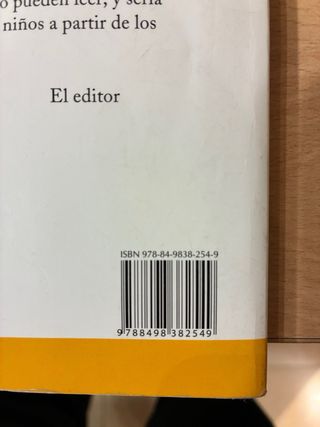 pueden leer, y sería
niños a partir de los
El editor
ISBN 978-84-9838-254-9
9 788498 382549